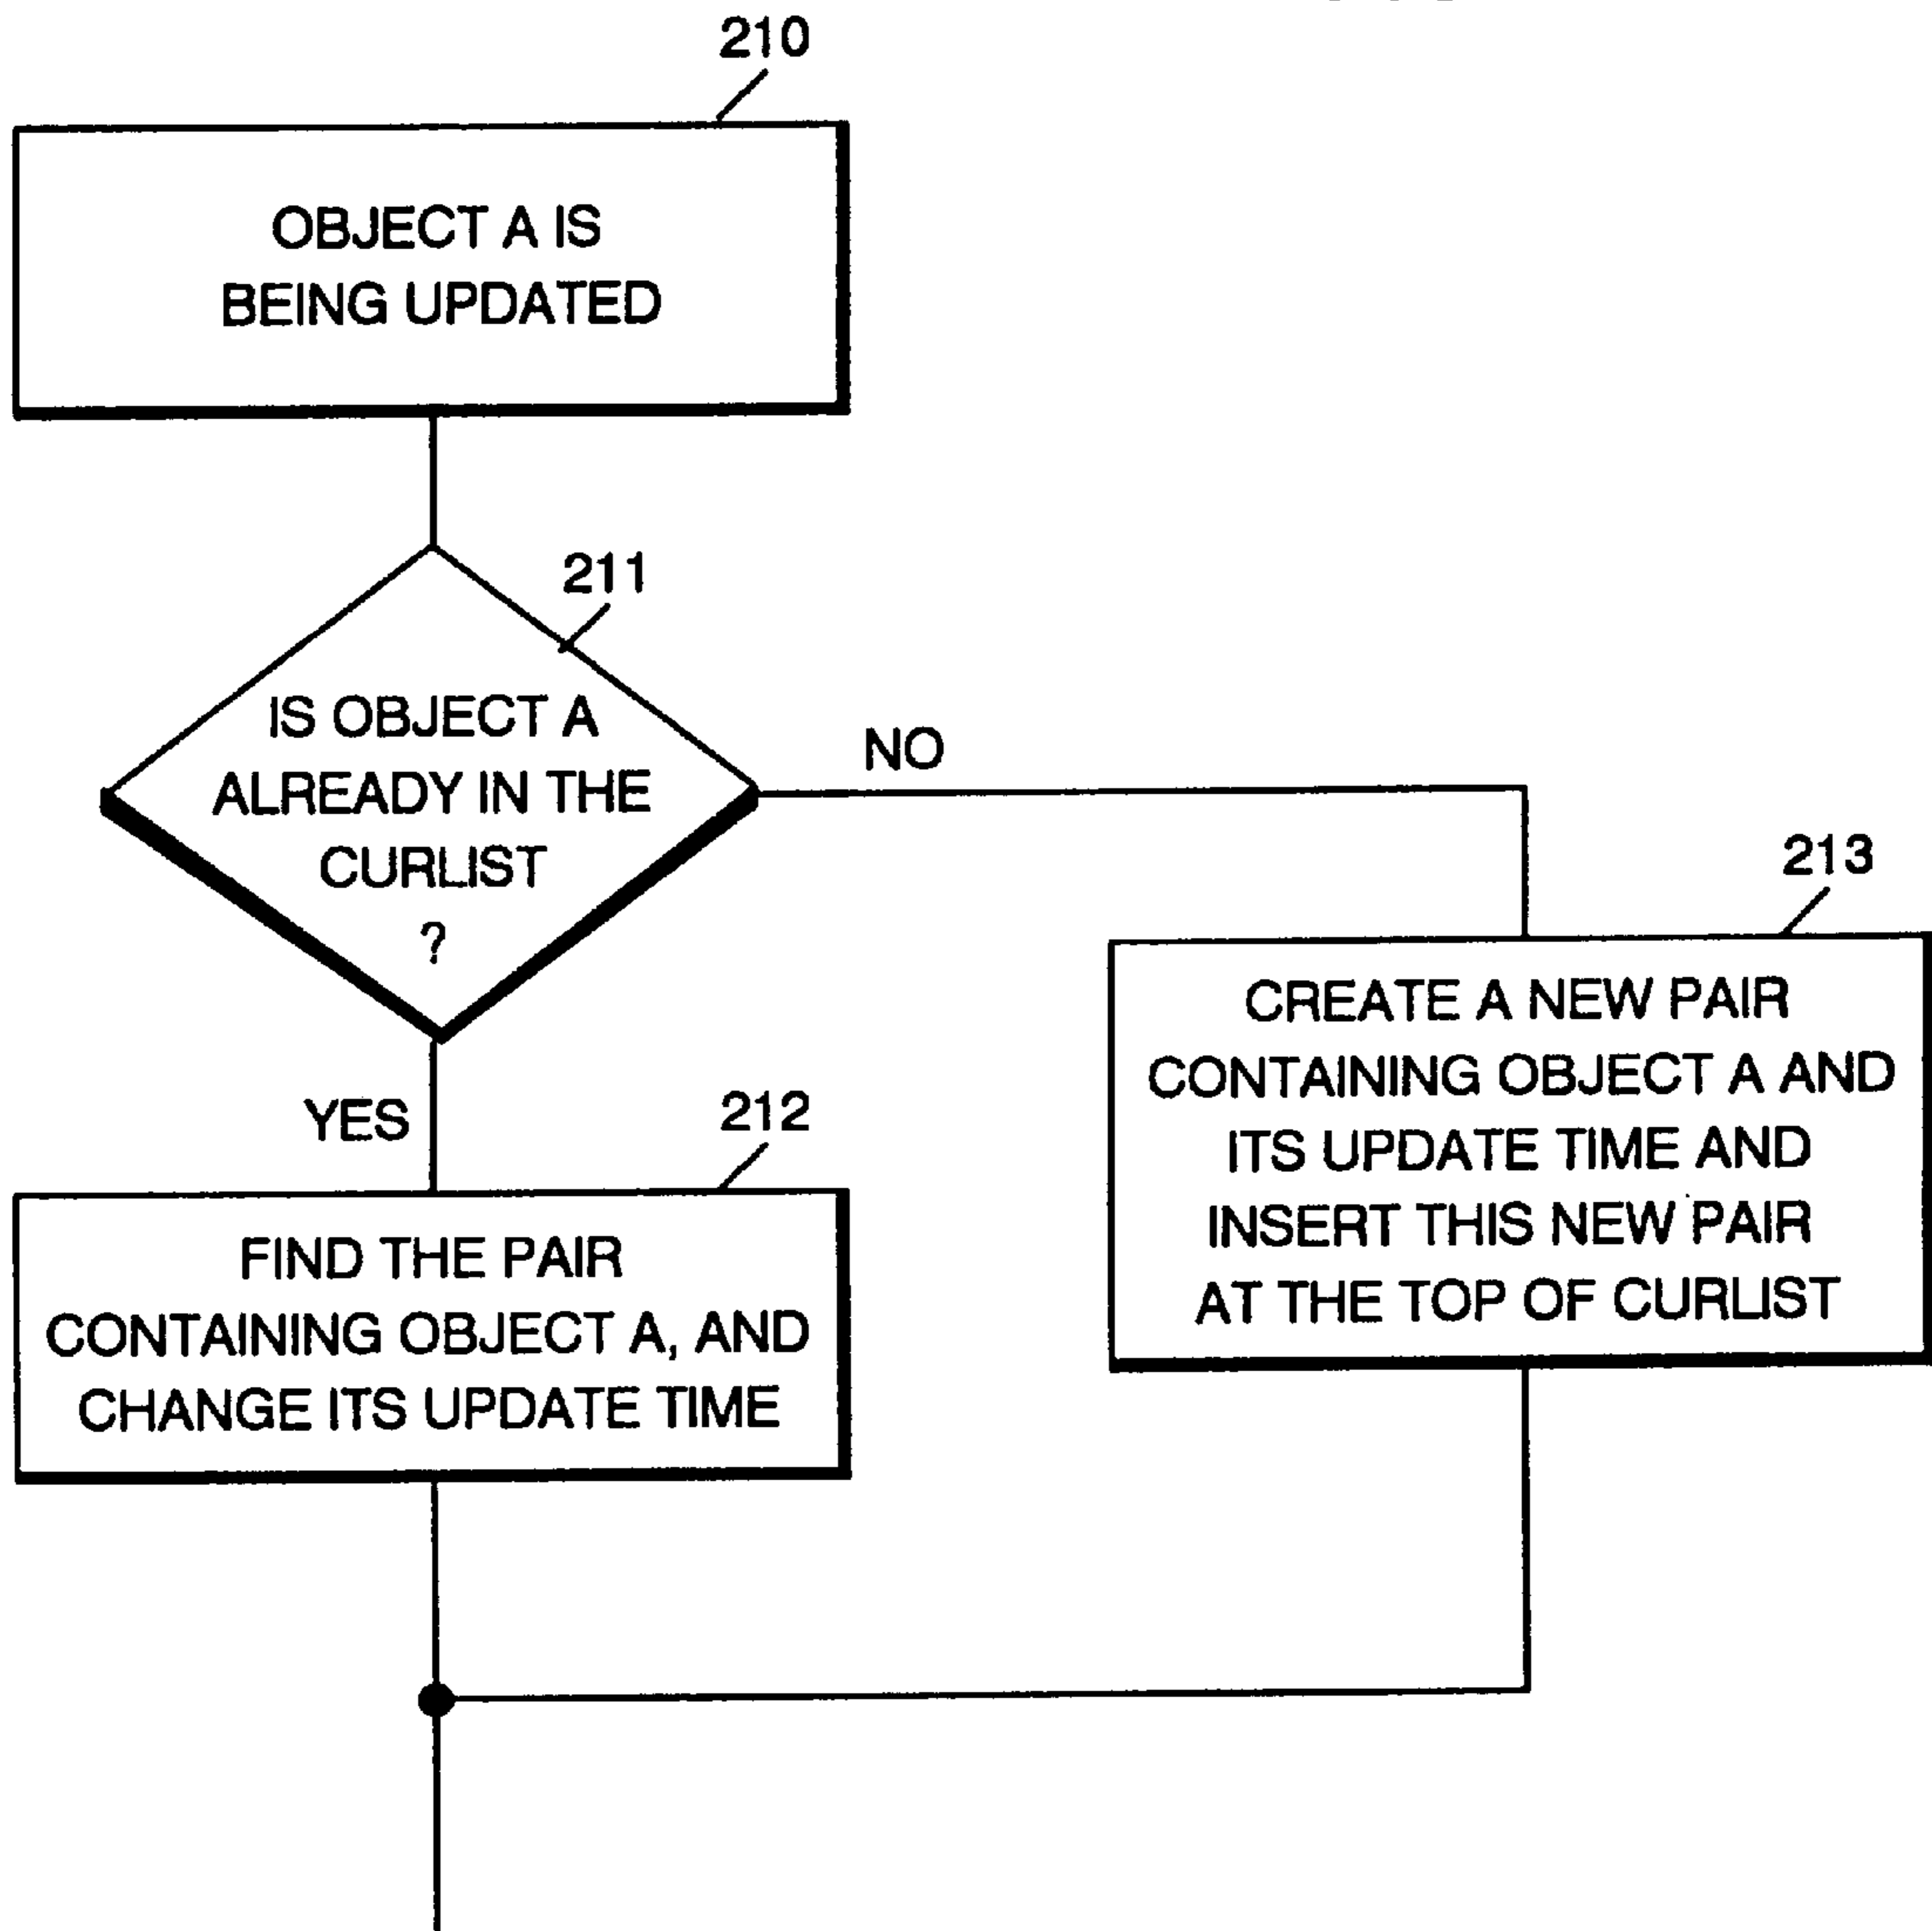 210
OBJECT A IS
BEING UPDATED
211
IS OBJECT A
ALREADY IN THE
CURLIST
?
NO
213
CREATE A NEW PAIR
CONTAINING OBJECT A AND
ITS UPDATE TIME AND
INSERT THIS NEW PAIR
AT THE TOP OF CURLIST
YES
212
FIND THE PAIR
CONTAINING OBJECT A, AND
CHANGE ITS UPDATE TIME